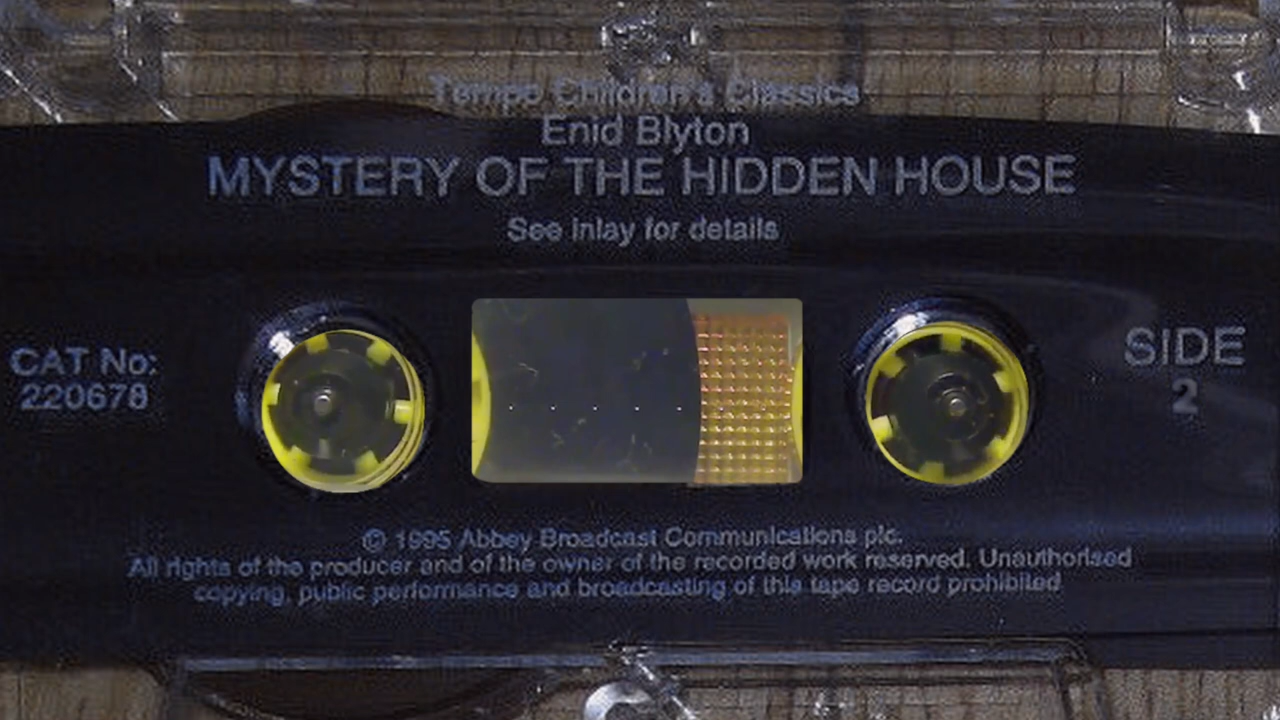 Tempo Children's Classics
Enid Blyton
MYSTERY OF THE HIDDEN HOUSE
See inlay for details
CAT No:
220678
SIDE
2
© 1995 Abbey Broadcast Communications plc.
All rights of the producer and of the owner of the recorded work reserved. Unauthorised
copying, public performance and broadcasting of this tape record prohibited